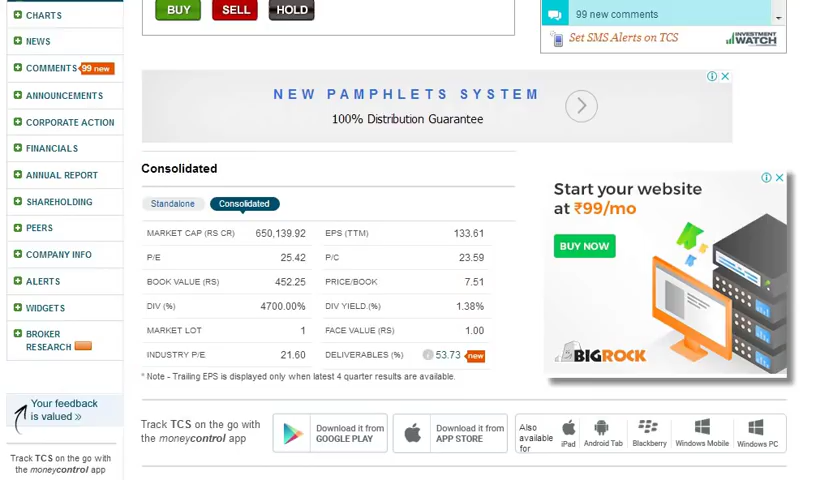 CHARTS
NEWS
COMMENTS 99 new
ANNOUNCEMENTS
CORPORATE ACTION
FINANCIALS
ANNUAL REPORT
SHAREHOLDING
PEERS
COMPANY INFO
ALERTS
WIDGETS
BROKER
RESEARCH
Your feedback
is valued »
Track TCS on the go with
the moneycontrol app
BUY SELL HOLD
99 new comments
Set SMS Alerts on TCS
INVESTMENT
WATCH
NEW PAMPHLETS SYSTEM
100% Distribution Guarantee
Consolidated
Standalone Consolidated
MARKET CAP (RS CR) 650,139.92 EPS (TTM) 133.61
P/E 25.42 P/C 23.59
BOOK VALUE (RS) 452.25 PRICE/BOOK 7.51
DIV (%) 4700.00% DIV YIELD.(%) 1.38%
MARKET LOT 1 FACE VALUE (RS) 1.00
INDUSTRY P/E 21.60 DELIVERABLES (%) 53.73 new
* Note - Trailing EPS is displayed only when latest 4 quarter results are available.
Start your website
at ₹99/mo
BUY NOW
BIGROCK
Track TCS on the go with
the moneycontrol app
Download it from
GOOGLE PLAY
Download it from
APP STORE
Also
available
for
iPad Android Tab Blackberry Windows Mobile Windows PC